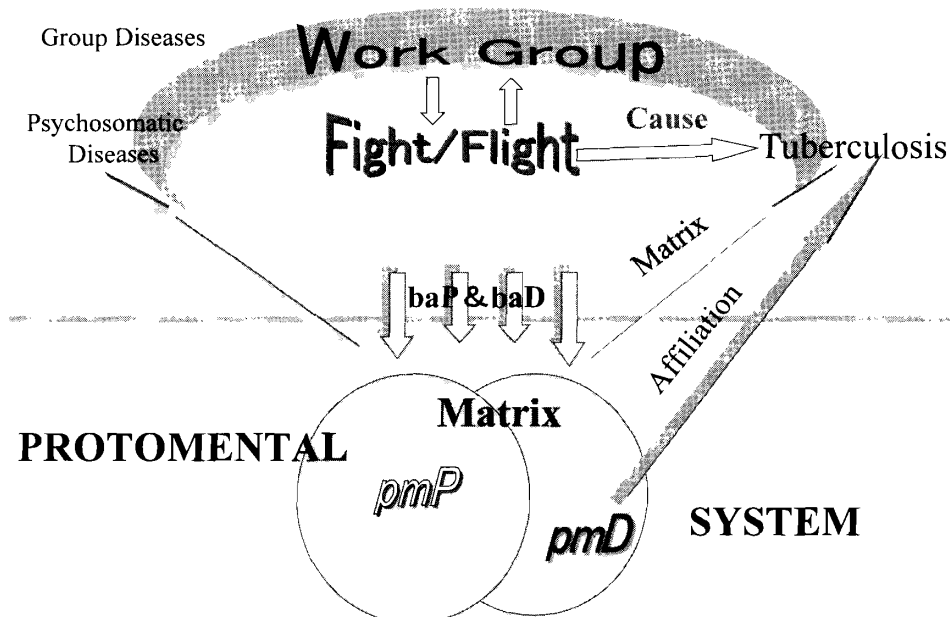 Group Diseases
Work Group
Psychosomatic
Diseases
Fight/Flight
Cause
Tuberculosis
Matrix
baP & baD
Affiliation
Matrix
PROTOMENTAL
pmP
pmD
SYSTEM